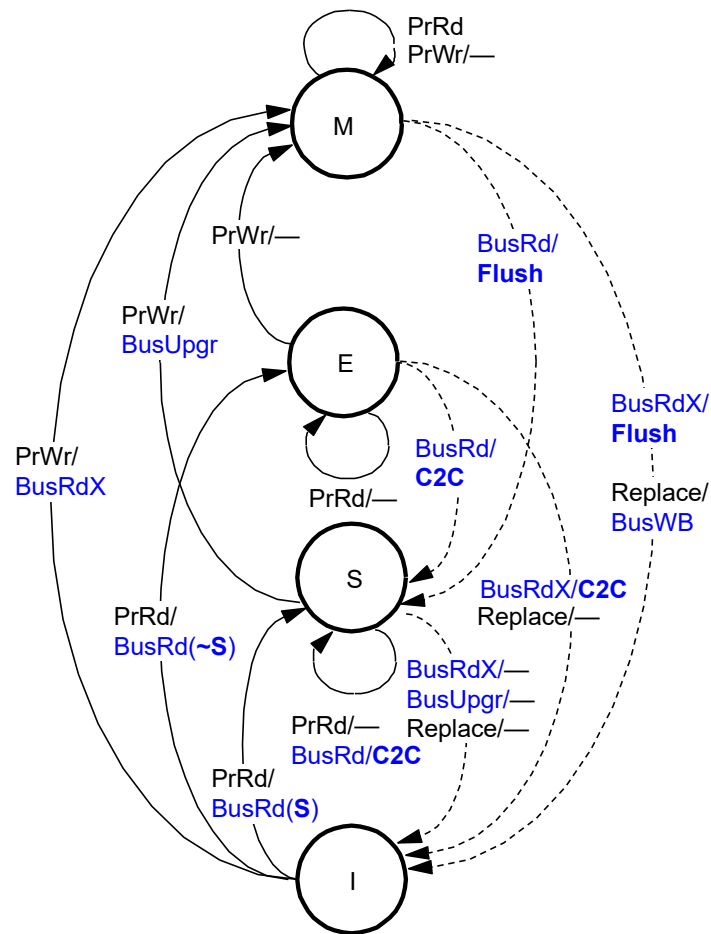 PrRd
PrWr/—
M
PrWr/—
BusRd/
Flush
PrWr/
BusUpgr
E
BusRdX/
Flush
BusRd/
C2C
PrWr/
BusRdX
PrRd/—
Replace/
BusWB
S
BusRdX/C2C
Replace/—
PrRd/
BusRd(~S)
BusRdX/—
BusUpgr/—
Replace/—
PrRd/—
BusRd/C2C
PrRd/
BusRd(S)
I